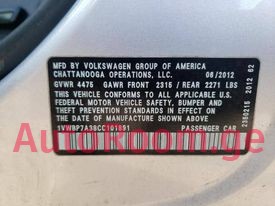 MFD BY VOLKSWAGEN GROUP OF AMERICA
CHATTANOOGA OPERATIONS, LLC. 06/2012
GVWR 4475 GAWR FRONT 2315 / REAR 2271 LBS
THIS VEHICLE CONFORMS TO ALL APPLICABLE
FEDERAL MOTOR VEHICLE SAFETY, BUMPER AND
THEFT PREVENTION STANDARDS IN EFFECT ON THE
DATE OF MANUFACTURE SHOWN ABOVE.
PASSENGER CAR